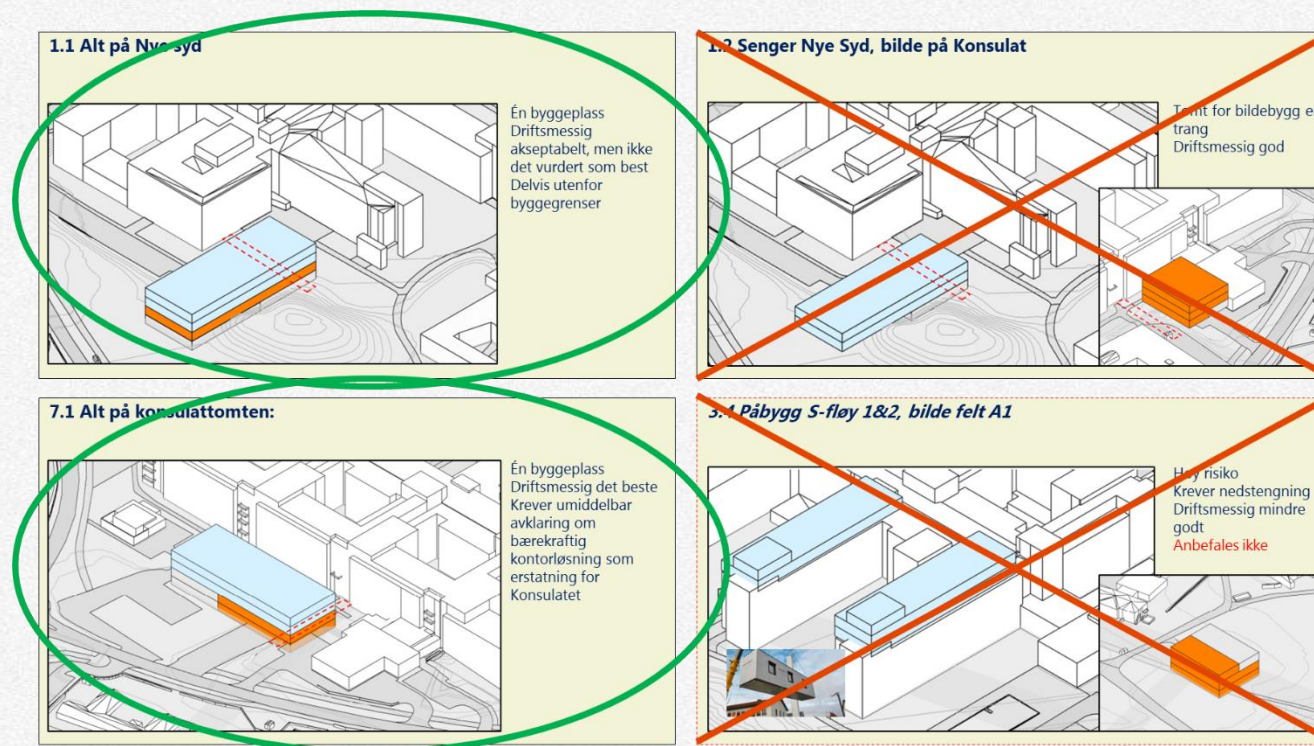 1.1 Alt på Nye syd
Én byggeplass
Driftsmessig
akseptabelt, men ikke
det vurdert som best
Delvis utenfor
byggegrenser
1.2 Senger Nye Syd, bilde på Konsulat
Tomt for bildebygg e
trang
Driftsmessig god
7.1 Alt på konsulattomten:
Én byggeplass
Driftsmessig det beste
Krever umiddelbar
avklaring om
bærekraftig
kontorløsning som
erstatning for
Konsulatet
3.4 Påbygg S-fløy 1&2, bilde felt A1
Høy risiko
Krever nedstengning
Driftsmessig mindre
godt
Anbefales ikke